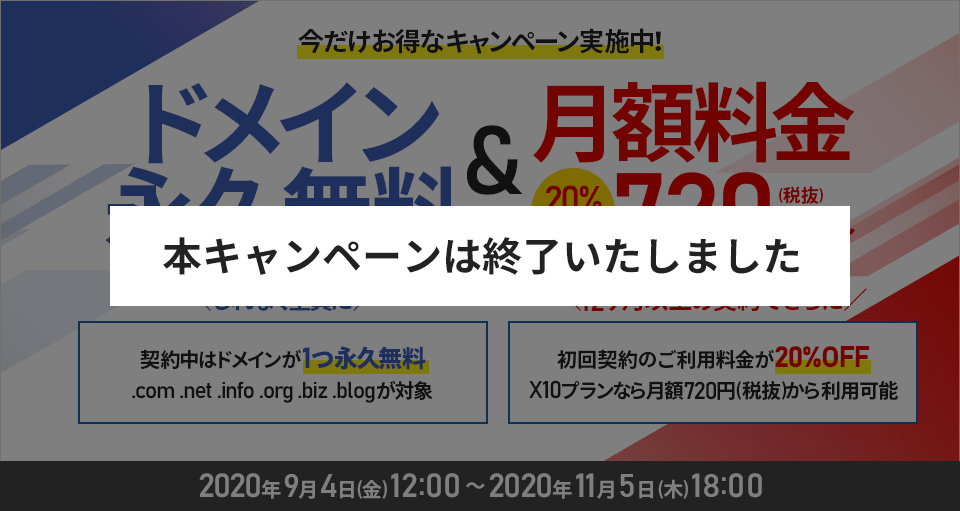 今だけお得なキャンペーン実施中!
ドメイン
永久無料
&
月額料金
20%
720
(税抜)
本キャンペーンは終了いたしました
契約中はドメインが1つ永久無料
.com .net .info .org .biz .blogが対象
初回契約のご利用料金が20%OFF
X10プランなら月額720円(税抜)から利用可能
2020年9月4日(金)12:00 ～ 2020年11月5日(木)18:00